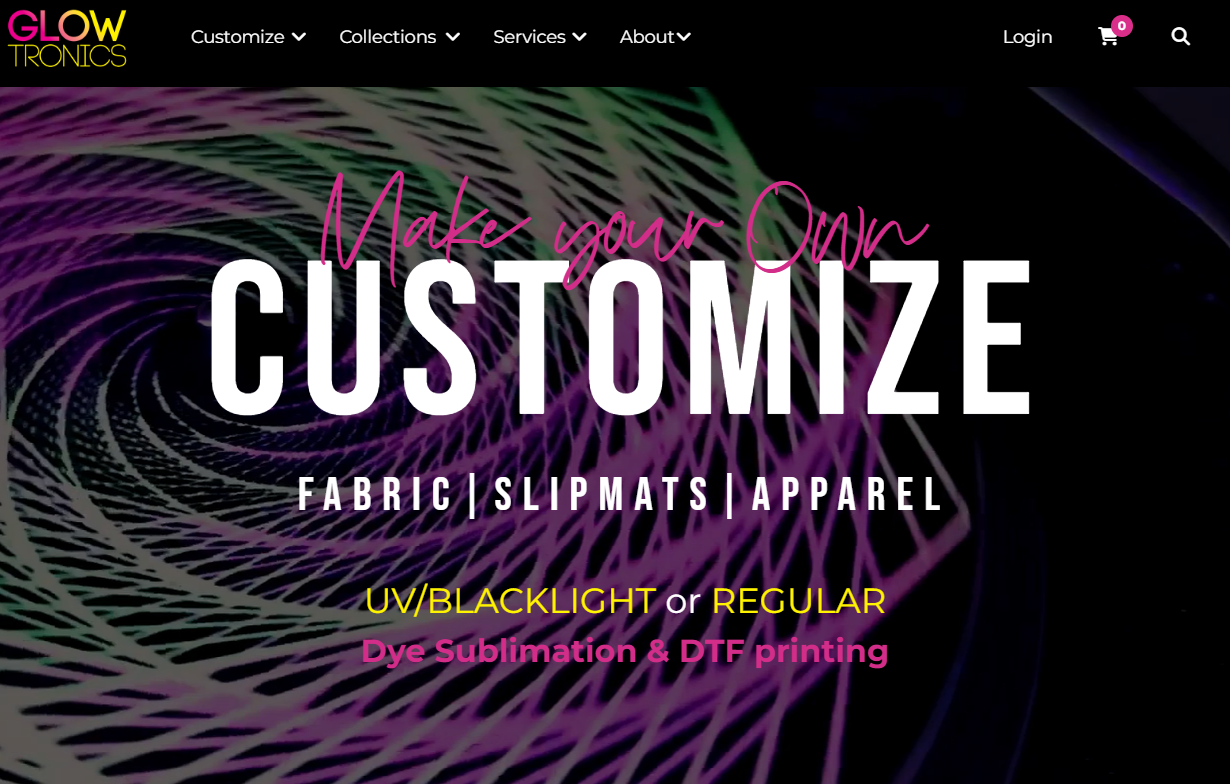 GLOW
TRONICS
Customize Collections Services About Login 0
Make your Own
CUSTOMIZE
FABRIC|SLIPMATS|APPAREL
UV/BLACKLIGHT or REGULAR
Dye Sublimation & DTF printing